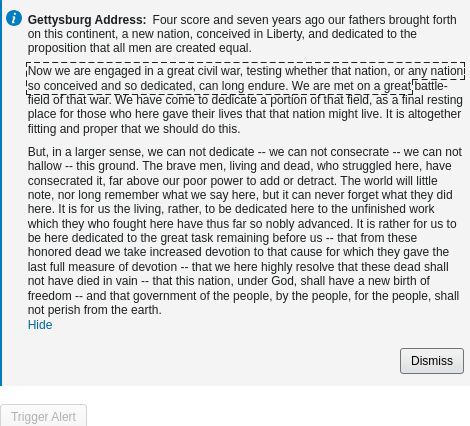 Gettysburg Address: Four score and seven years ago our fathers brought forth
on this continent, a new nation, conceived in Liberty, and dedicated to the
proposition that all men are created equal.
Now we are engaged in a great civil war, testing whether that nation, or any nation
so conceived and so dedicated, can long endure. We are met on a great battle-
field of that war. We have come to dedicate a portion of that field, as a final resting
place for those who here gave their lives that that nation might live. It is altogether
fitting and proper that we should do this.
But, in a larger sense, we can not dedicate -- we can not consecrate -- we can not
hallow -- this ground. The brave men, living and dead, who struggled here, have
consecrated it, far above our poor power to add or detract. The world will little
note, nor long remember what we say here, but it can never forget what they did
here. It is for us the living, rather, to be dedicated here to the unfinished work
which they who fought here have thus far so nobly advanced. It is rather for us to
be here dedicated to the great task remaining before us -- that from these
honored dead we take increased devotion to that cause for which they gave the
last full measure of devotion -- that we here highly resolve that these dead shall
not have died in vain -- that this nation, under God, shall have a new birth of
freedom -- and that government of the people, by the people, for the people, shall
not perish from the earth.
Hide
Dismiss
Trigger Alert